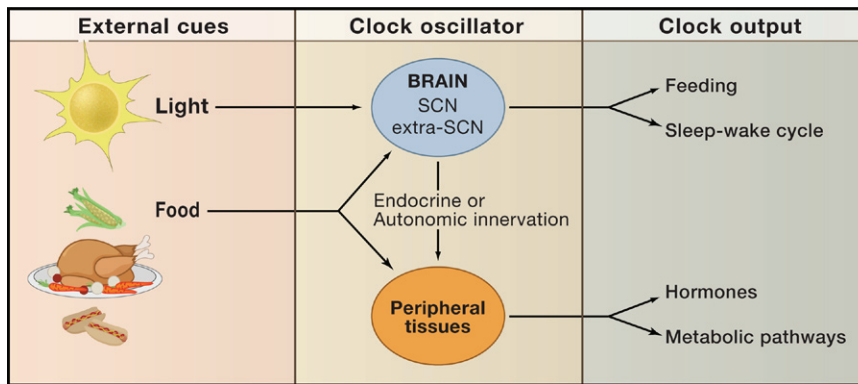 External cues
Clock oscillator
Clock output
Light
BRAIN
SCN
extra-SCN
Feeding
Sleep-wake cycle
Food
Endocrine or
Autonomic innervation
Peripheral
tissues
Hormones
Metabolic pathways